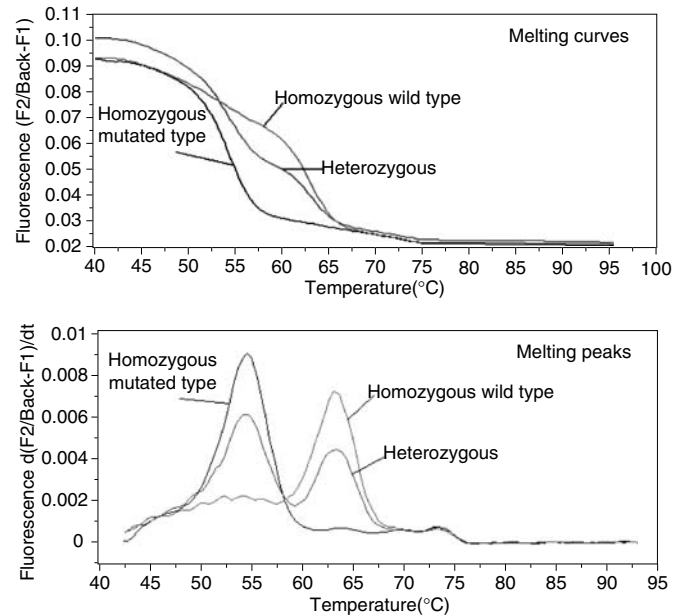 Melting curves
Fluorescence (F2/Back-F1)
0.11
0.10
0.09
0.08
0.07
0.06
0.05
0.04
0.03
0.02
Homozygous wild type
Homozygous
mutated type
Heterozygous
40 45 50 55 60 65 70 75 80 85 90 95 100
Temperature(°C)
Melting peaks
Fluorescence d(F2/Back-F1)/dt
0.01
0.008
0.006
0.004
0.002
0
Homozygous
mutated type
Homozygous wild type
Heterozygous
40 45 50 55 60 65 70 75 80 85 90 95
Temperature(°C)